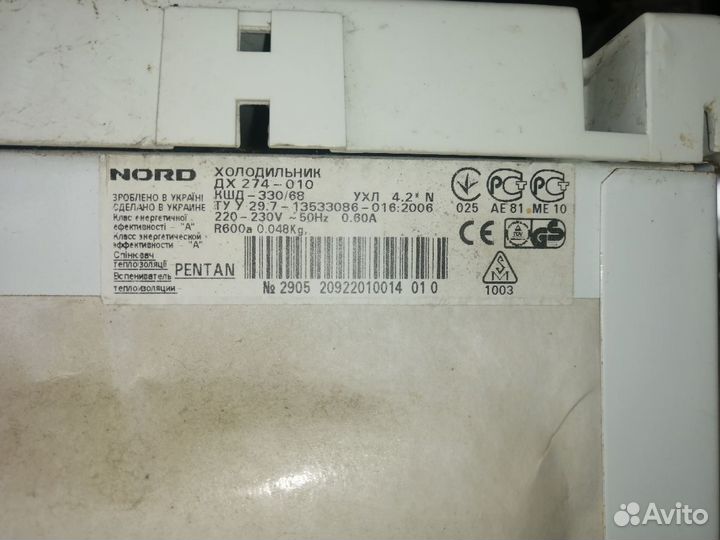 NORD
ХОЛОДИЛЬНИК
ДХ 274-010
КШД-330/68 УХЛ 4.2* N
ТУ У 29.7-13533086-016:2006
220-230V ~50Hz 0.60A
R600a 0.048Kg.
ЗРОБЛЕНО В УКРАЇНІ
СДЕЛАНО В УКРАИНЕ
Клас енергетичної
ефективності - "А"
Класс энергетической
эффективности - "А"
Спінювач
теплоізоляції
Вспениватель
теплоизоляции
PENTAN
№ 2905 20922010014 01 0
025 АЕ 81 МЕ 10
CE GS
1003
Avito